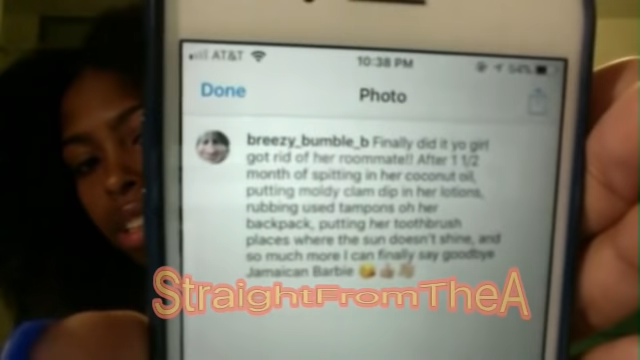 AT&T 10:38 PM 54%
Done Photo
breezy_bumble_b Finally did it yo girl
got rid of her roommate!! After 1 1/2
month of spitting in her coconut oil,
putting moldy clam dip in her lotions,
rubbing used tampons oh her
backpack, putting her toothbrush
places where the sun doesn't shine, and
so much more I can finally say goodbye
Jamaican Barbie
StraightFromTheA